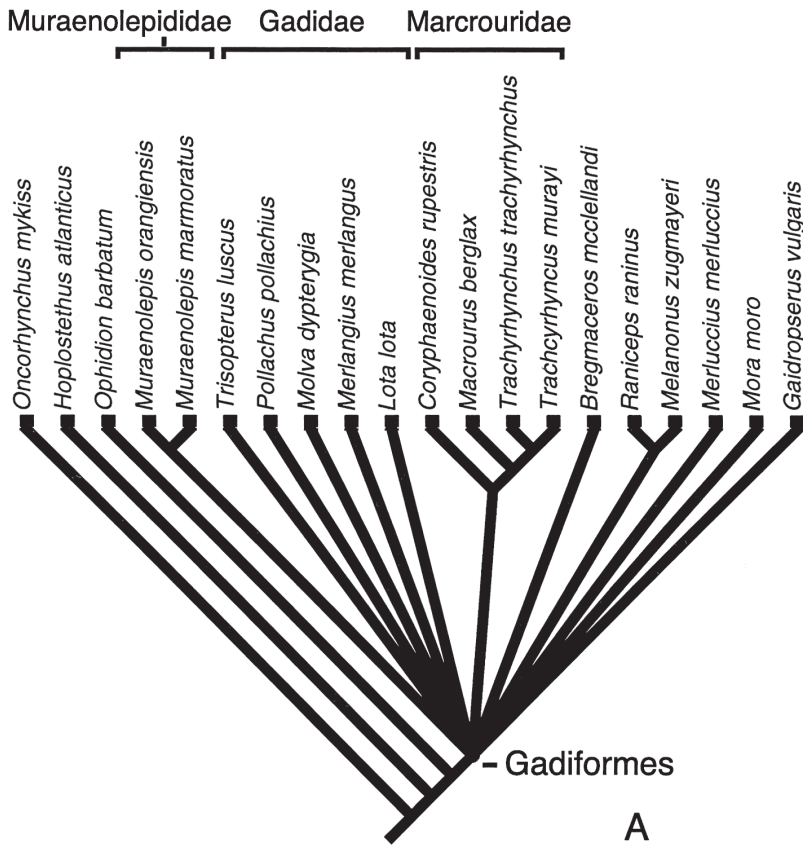 Muraenolepididae
Gadidae
Marcrouridae
Oncorhynchus mykiss
Hoplostethus atlanticus
Ophidion barbatum
Muraenolepis orangiensis
Muraenolepis marmoratus
Trisopterus luscus
Pollachus pollachius
Molva dypterygia
Merlangius merlangus
Lota lota
Coryphaenoides rupestris
Macrourus berglax
Trachyrhynchus trachyrhynchus
Trachcyrhyncus murayi
Bregmaceros mcclellandi
Raniceps raninus
Melanonus zugmayeri
Merluccius merluccius
Mora moro
Gaidropserus vulgaris
Gadiformes
A